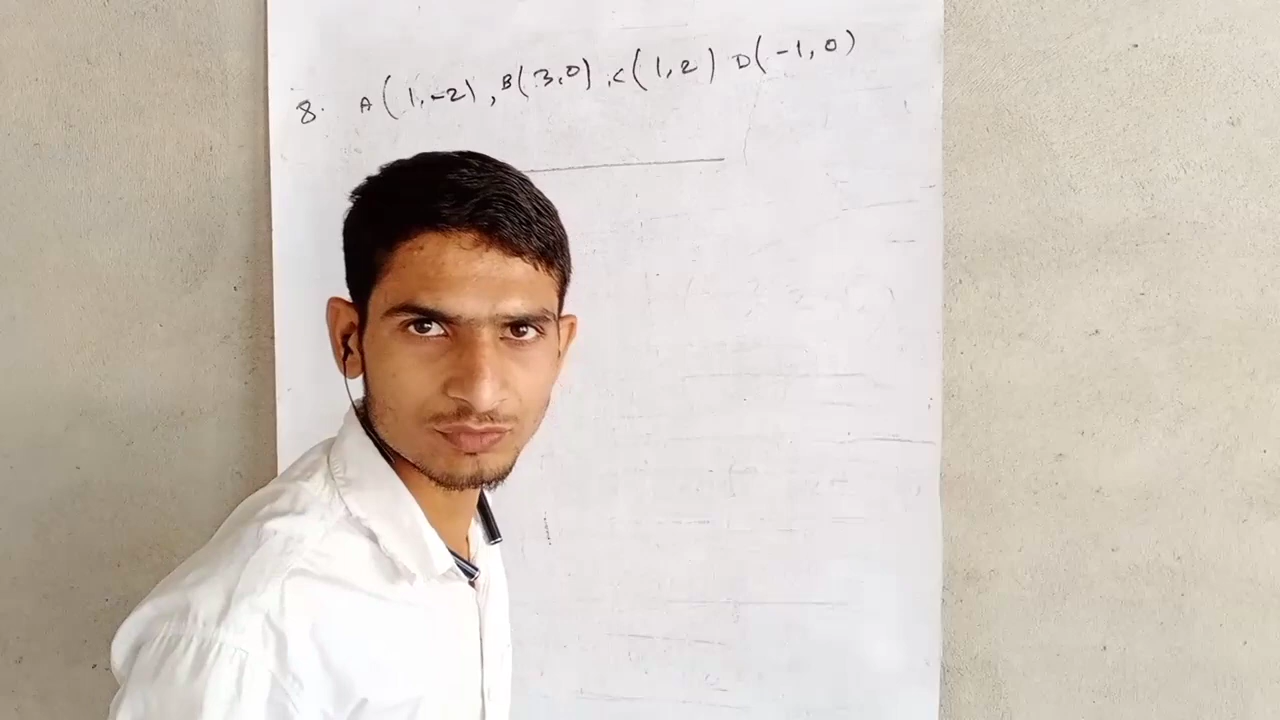 8. A(1,-2), B(3,0), C(1,2) D(-1,0)